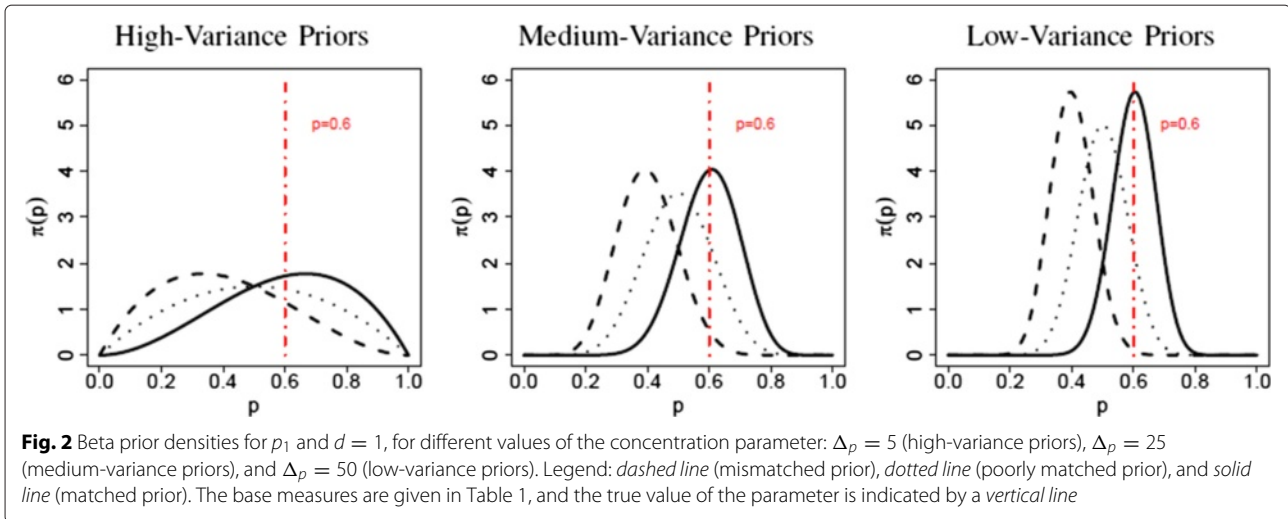 High-Variance Priors
Medium-Variance Priors
Low-Variance Priors
π(p)
6
5
4
3
2
1
0
p=0.6
0.0 0.2 0.4 0.6 0.8 1.0
p
π(p)
6
5
4
3
2
1
0
p=0.6
0.0 0.2 0.4 0.6 0.8 1.0
p
π(p)
6
5
4
3
2
1
0
p=0.6
0.0 0.2 0.4 0.6 0.8 1.0
p
Fig. 2 Beta prior densities for p₁ and d = 1, for different values of the concentration parameter: Δₚ = 5 (high-variance priors), Δₚ = 25
(medium-variance priors), and Δₚ = 50 (low-variance priors). Legend: dashed line (mismatched prior), dotted line (poorly matched prior), and solid
line (matched prior). The base measures are given in Table 1, and the true value of the parameter is indicated by a vertical line